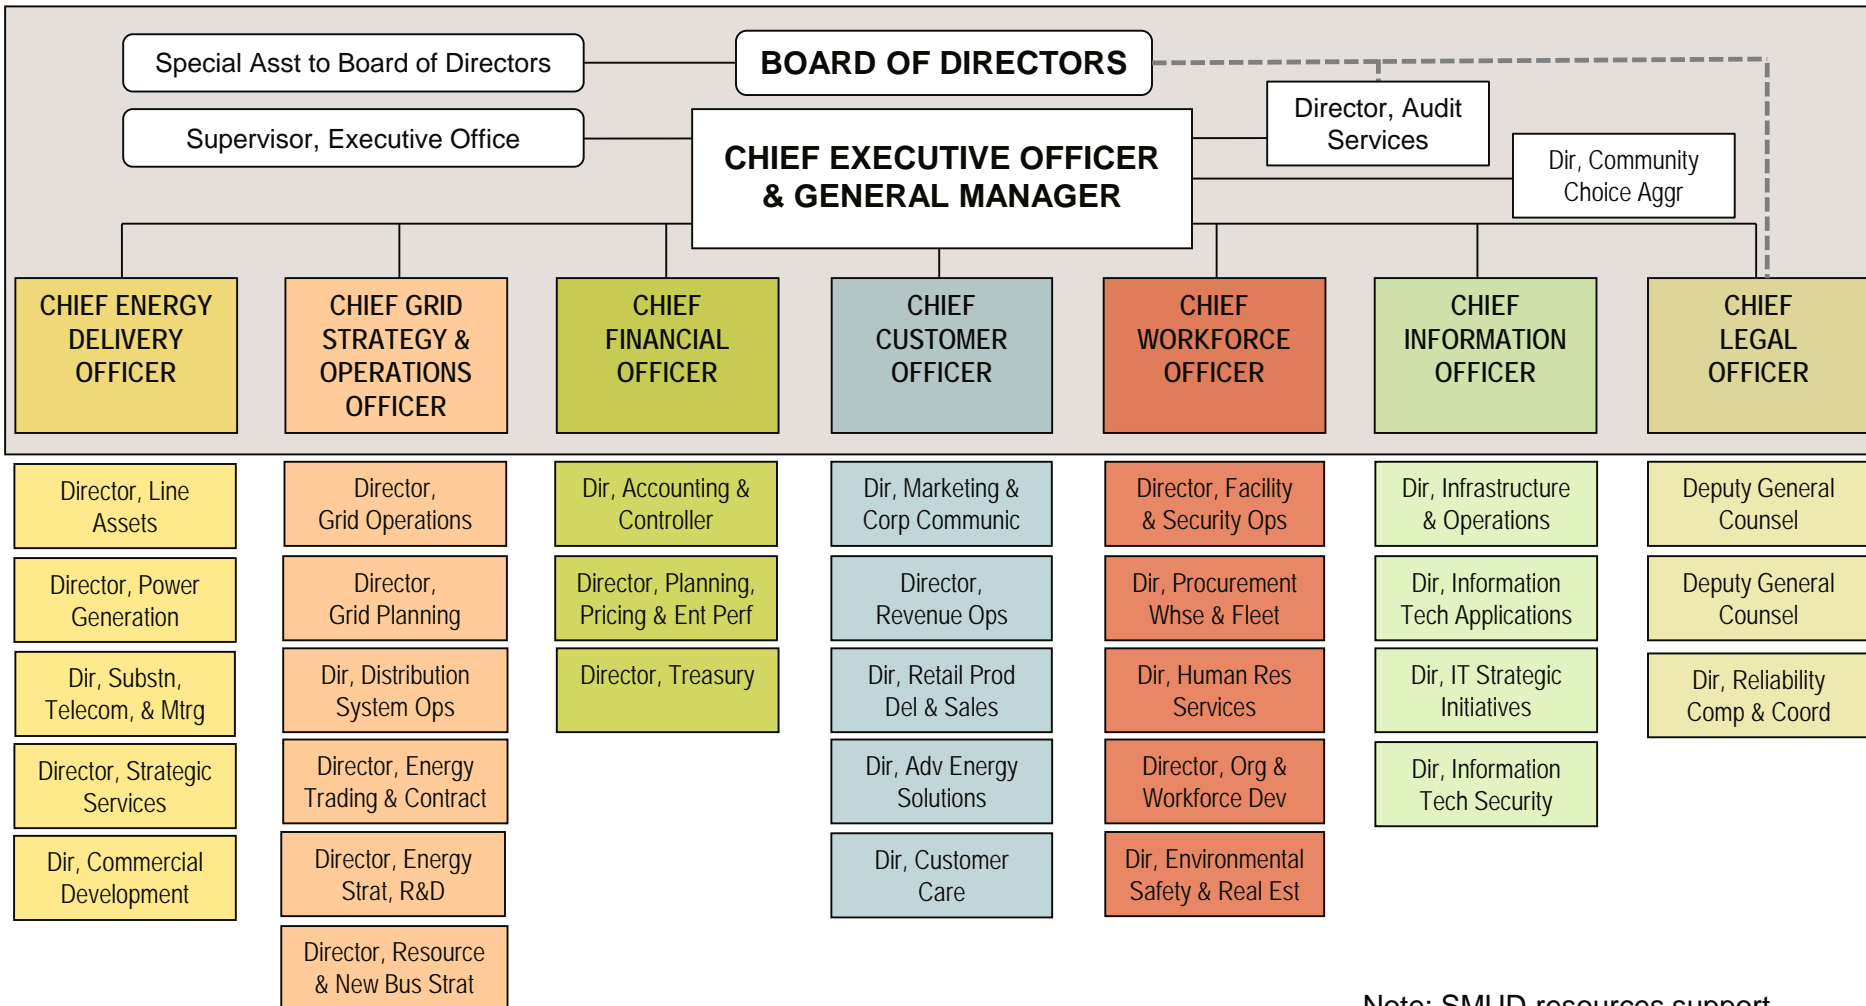 Special Asst to Board of Directors
BOARD OF DIRECTORS
Supervisor, Executive Office
CHIEF EXECUTIVE OFFICER
& GENERAL MANAGER
Director, Audit
Services
Dir, Community
Choice Aggr
CHIEF ENERGY
DELIVERY
OFFICER
CHIEF GRID
STRATEGY &
OPERATIONS
OFFICER
CHIEF
FINANCIAL
OFFICER
CHIEF
CUSTOMER
OFFICER
CHIEF
WORKFORCE
OFFICER
CHIEF
INFORMATION
OFFICER
CHIEF
LEGAL
OFFICER
Director, Line
Assets
Director, Power
Generation
Dir, Substn,
Telecom, & Mtrg
Director, Strategic
Services
Dir, Commercial
Development
Director,
Grid Operations
Director,
Grid Planning
Dir, Distribution
System Ops
Director, Energy
Trading & Contract
Director, Energy
Strat, R&D
Director, Resource
& New Bus Strat
Dir, Accounting &
Controller
Director, Planning,
Pricing & Ent Perf
Director, Treasury
Dir, Marketing &
Corp Communic
Director,
Revenue Ops
Dir, Retail Prod
Del & Sales
Dir, Adv Energy
Solutions
Dir, Customer
Care
Director, Facility
& Security Ops
Dir, Procurement
Whse & Fleet
Dir, Human Res
Services
Director, Org &
Workforce Dev
Dir, Environmental
Safety & Real Est
Dir, Infrastructure
& Operations
Dir, Information
Tech Applications
Dir, IT Strategic
Initiatives
Dir, Information
Tech Security
Deputy General
Counsel
Deputy General
Counsel
Dir, Reliability
Comp & Coord
Note: SMUD resources support